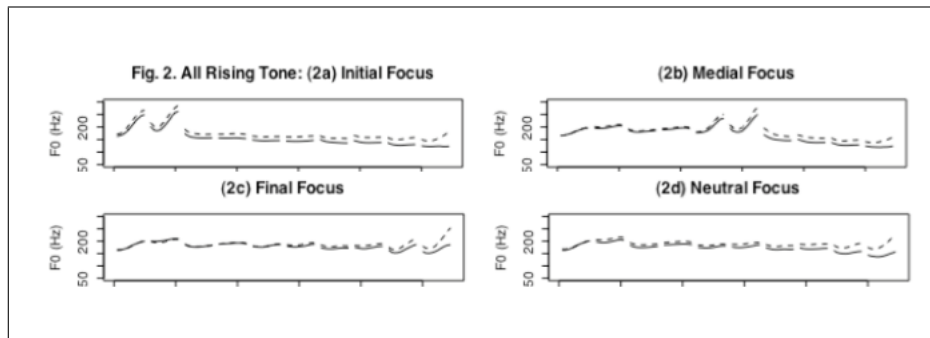 Fig. 2. All Rising Tone: (2a) Initial Focus
(2b) Medial Focus
F0 (Hz)
200
50
F0 (Hz)
200
50
(2c) Final Focus
(2d) Neutral Focus
F0 (Hz)
200
50
F0 (Hz)
200
50